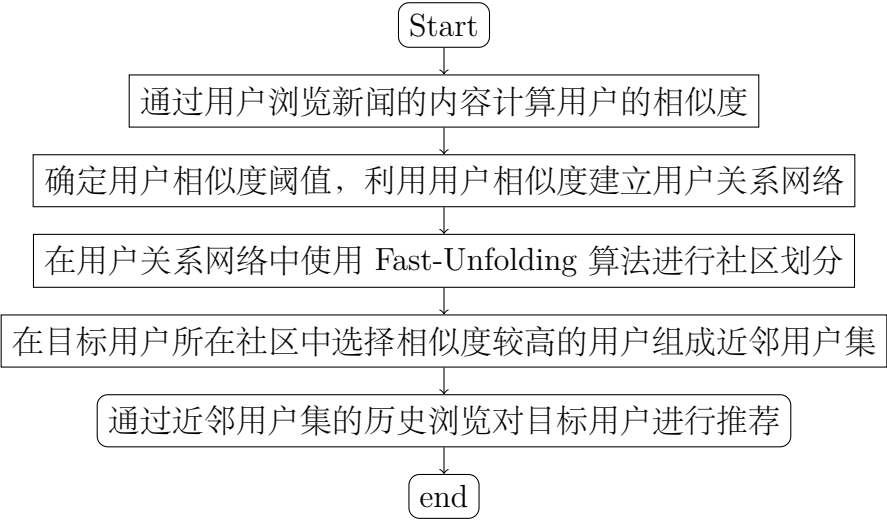 Start
通过用户浏览新闻的内容计算用户的相似度
确定用户相似度阈值，利用用户相似度建立用户关系网络
在用户关系网络中使用 Fast-Unfolding 算法进行社区划分
在目标用户所在社区中选择相似度较高的用户组成近邻用户集
通过近邻用户集的历史浏览对目标用户进行推荐
end